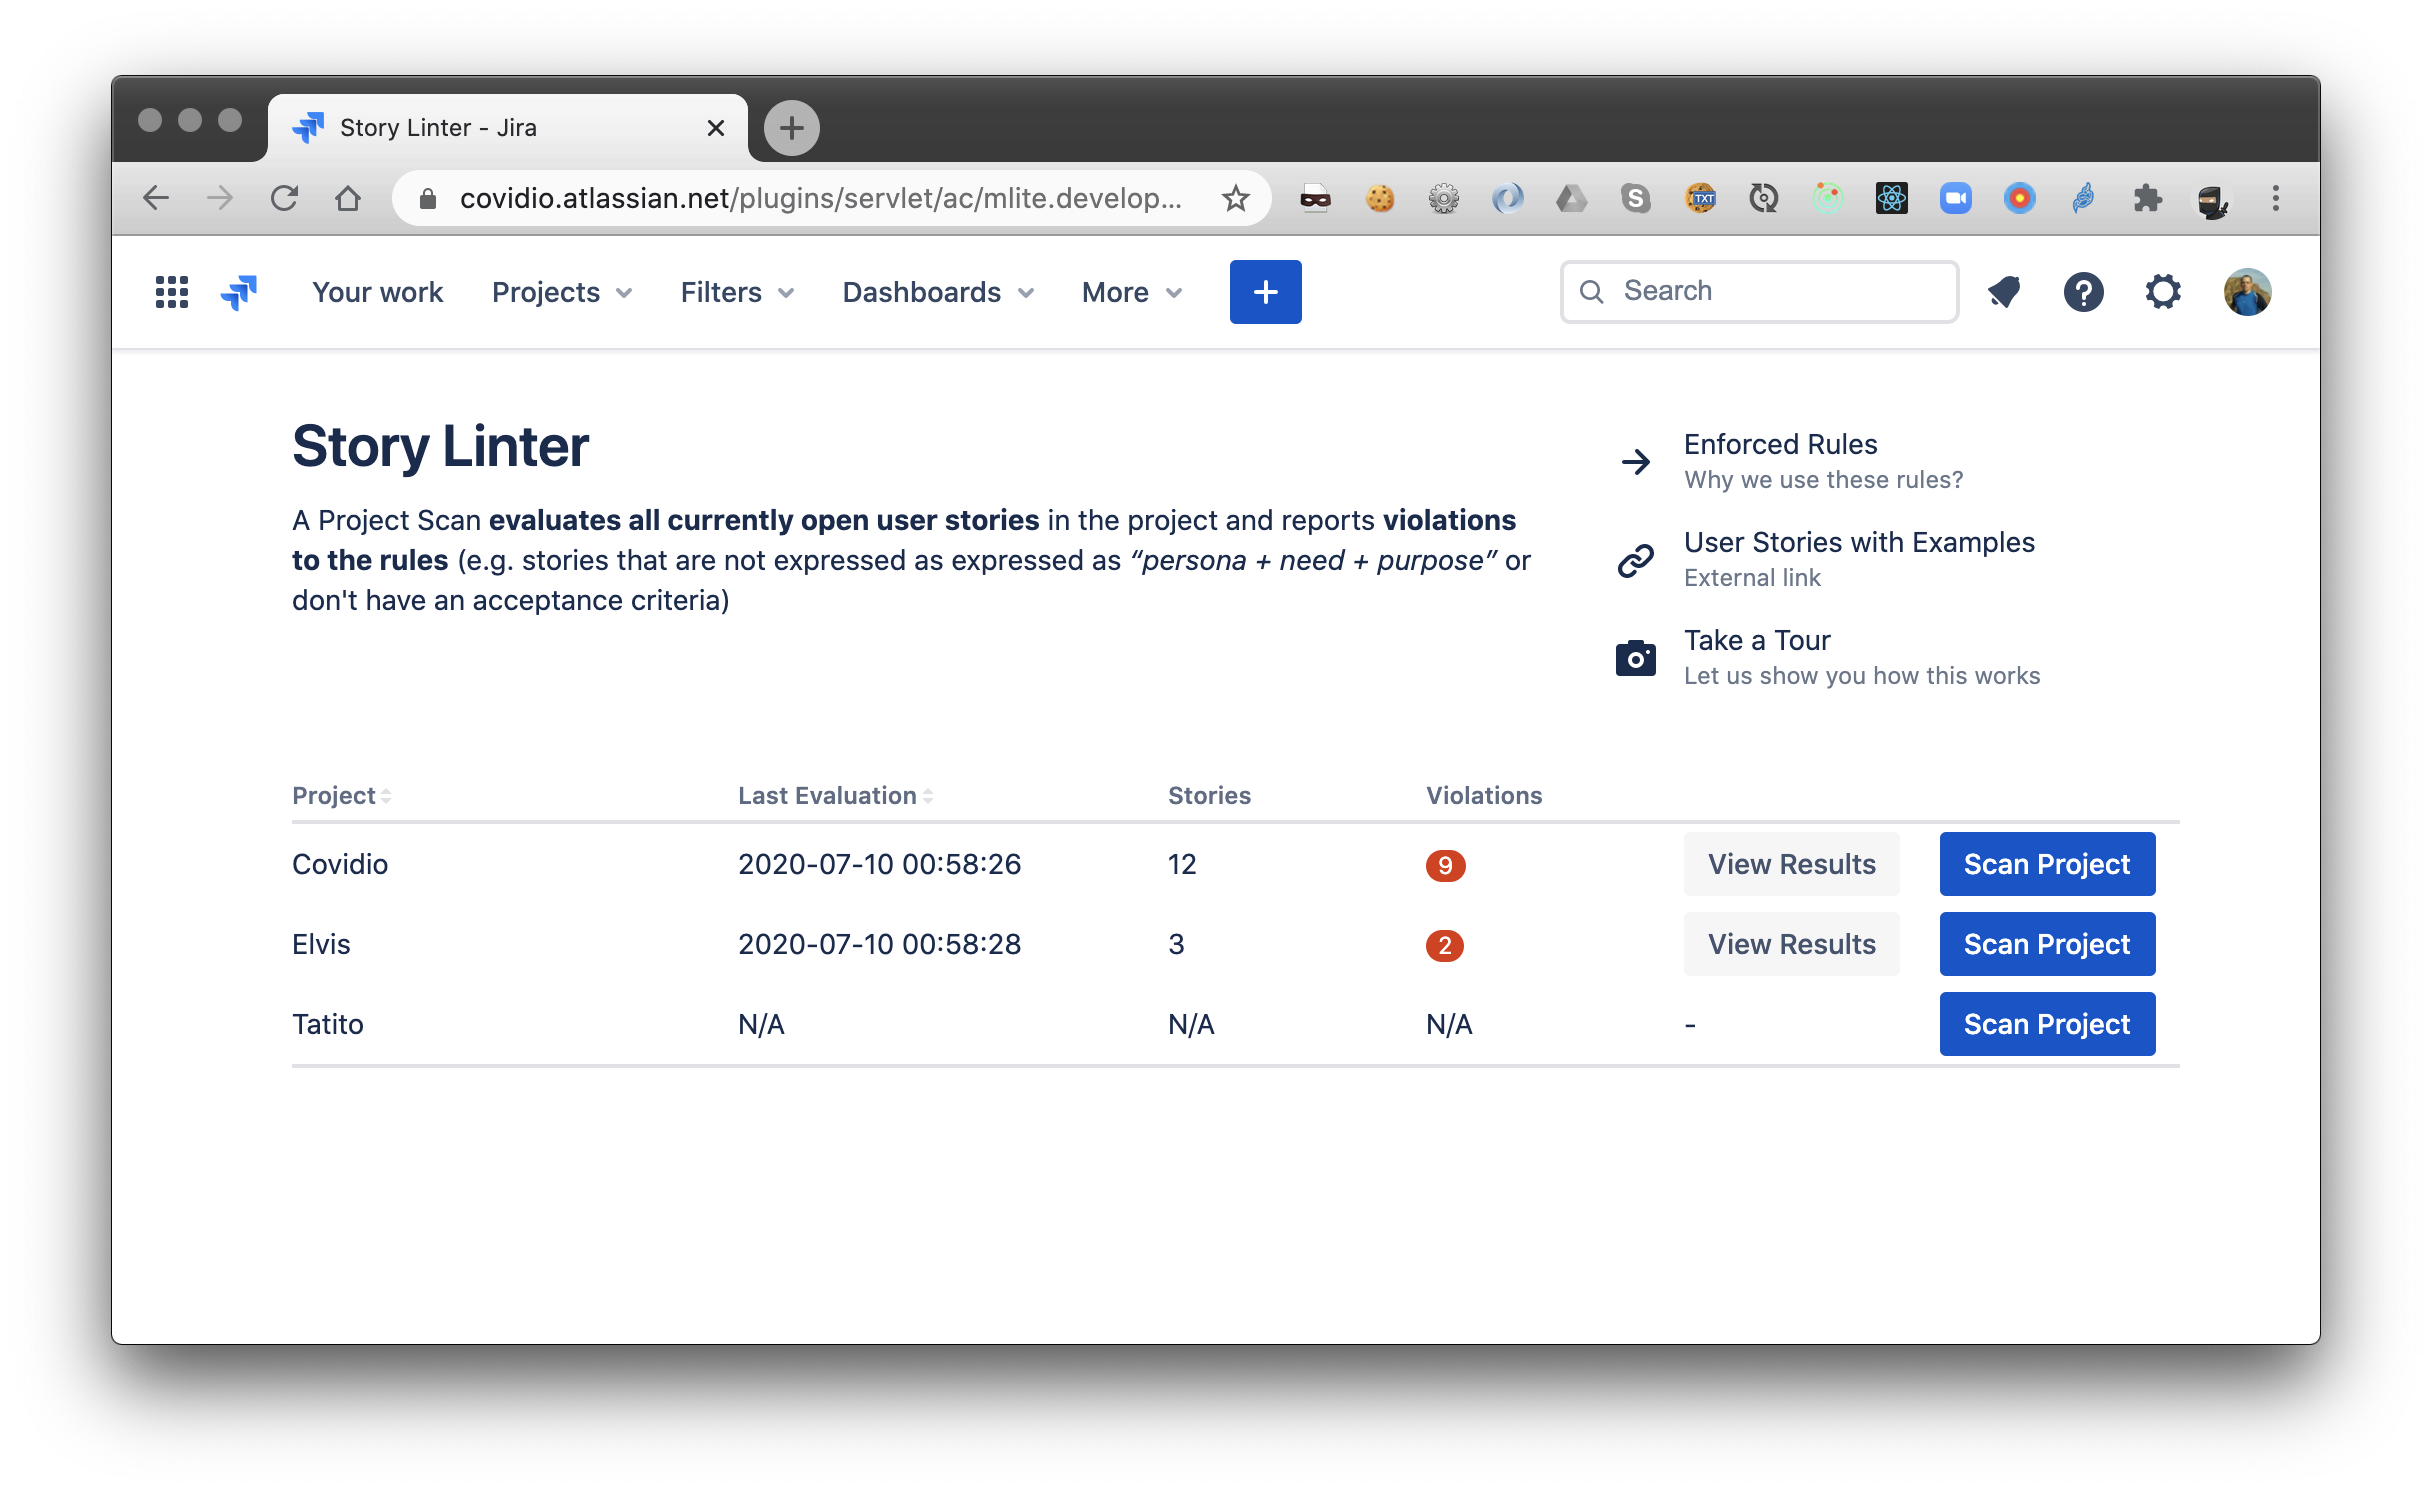 Story Linter - Jira
covidio.atlassian.net/plugins/servlet/ac/mlite.develop...
S
TXT
Your work
Projects
Filters
Dashboards
More
Search
Story Linter
A Project Scan evaluates all currently open user stories in the project and reports violations
to the rules (e.g. stories that are not expressed as expressed as “persona + need + purpose” or
don't have an acceptance criteria)
Enforced Rules
Why we use these rules?
User Stories with Examples
External link
Take a Tour
Let us show you how this works
Project Last Evaluation Stories Violations
Covidio 2020-07-10 00:58:26 12 9 View Results Scan Project
Elvis 2020-07-10 00:58:28 3 2 View Results Scan Project
Tatito N/A N/A N/A - Scan Project